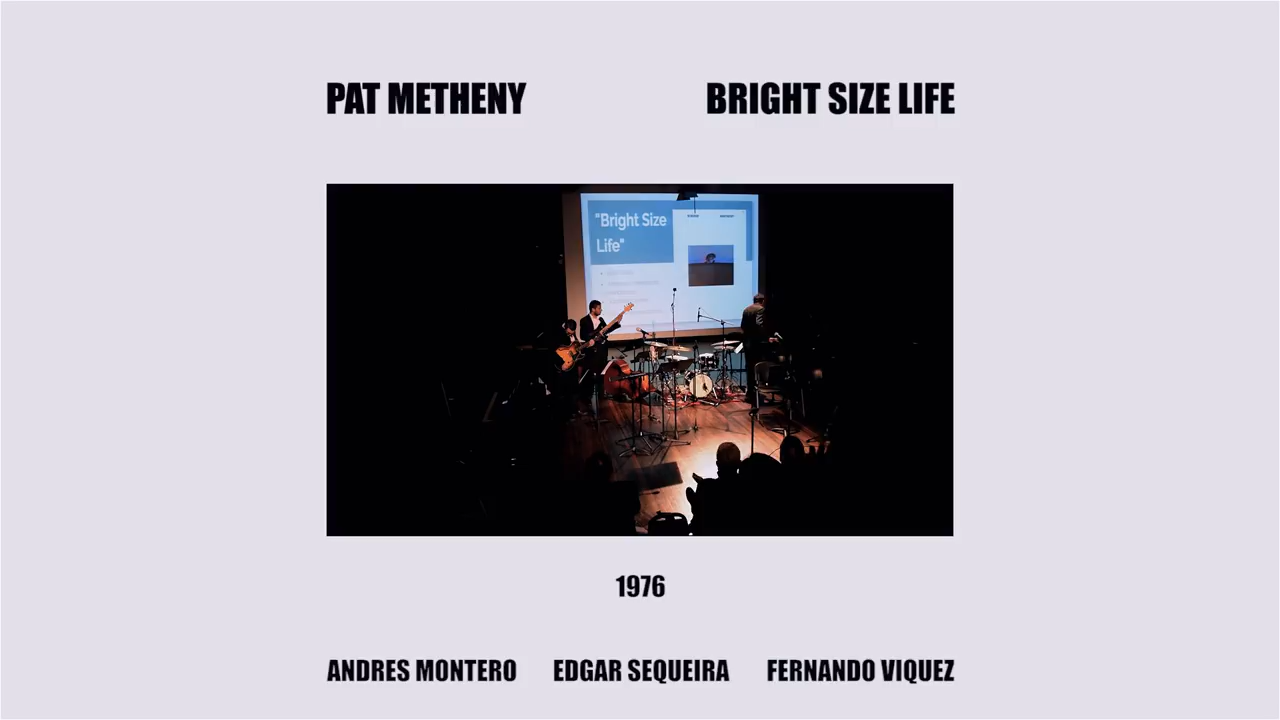 PAT METHENY BRIGHT SIZE LIFE
"Bright Size
Life"
1976
ANDRES MONTERO EDGAR SEQUEIRA FERNANDO VIQUEZ